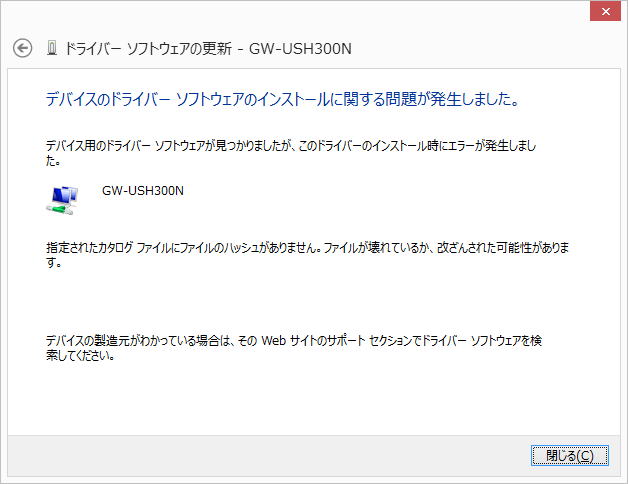 ドライバー ソフトウェアの更新 - GW-USH300N
デバイスのドライバー ソフトウェアのインストールに関する問題が発生しました。
デバイス用のドライバー ソフトウェアが見つかりましたが、このドライバーのインストール時にエラーが発生しまし
た。
GW-USH300N
指定されたカタログ ファイルにファイルのハッシュがありません。ファイルが壊れているか、改ざんされた可能性がありま
す。
デバイスの製造元がわかっている場合は、その Web サイトのサポート セクションでドライバー ソフトウェアを検
索してください。
閉じる(C)